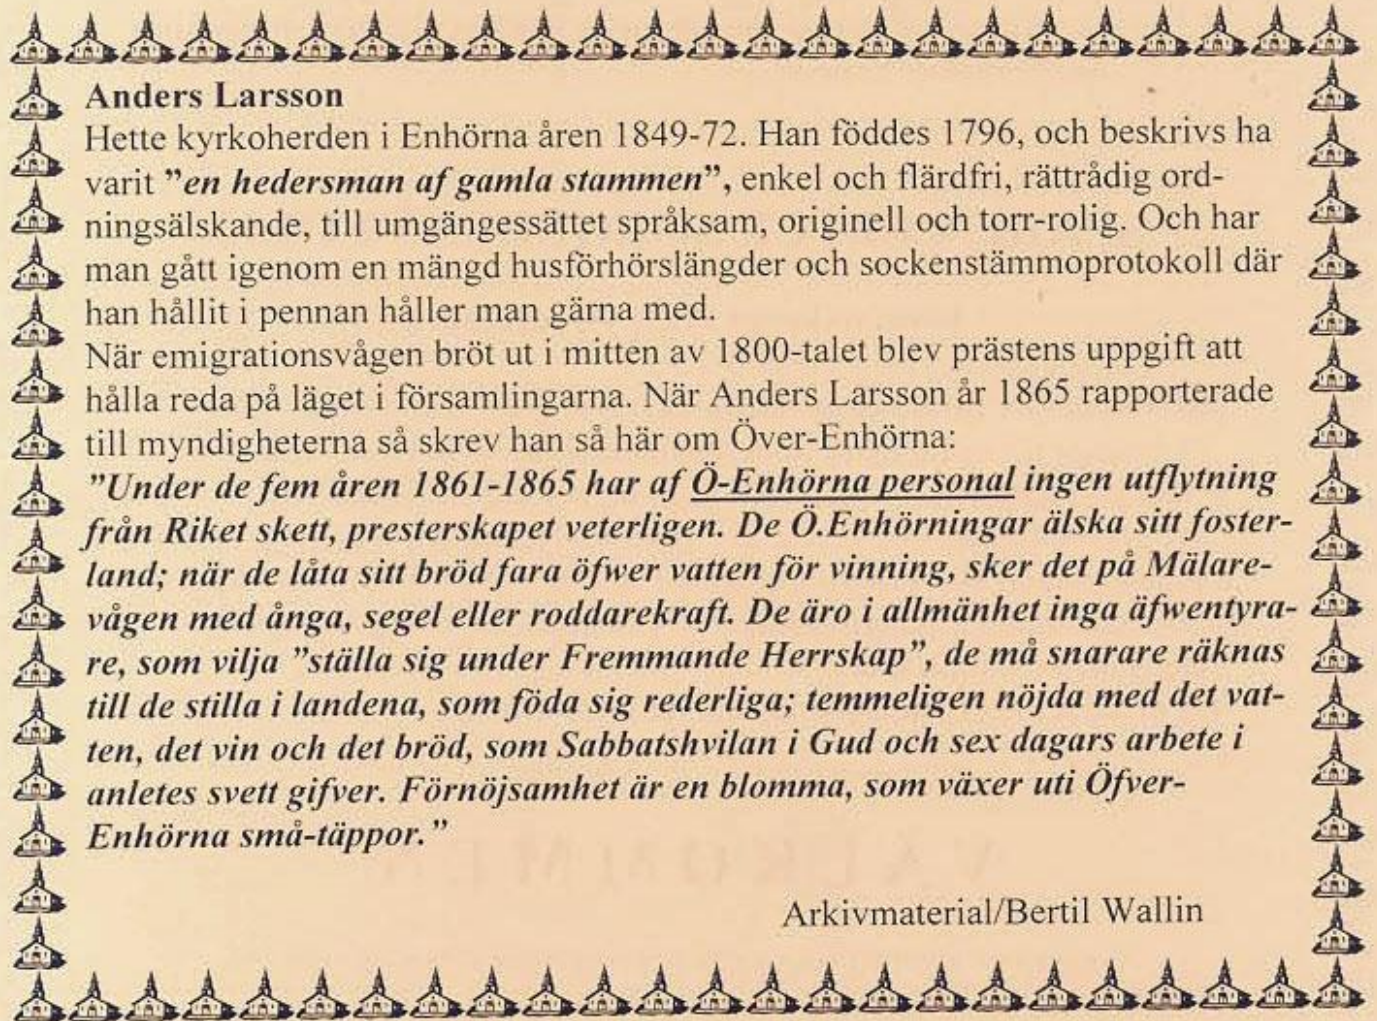 Anders Larsson
Hette kyrkoherden i Enhörna åren 1849-72. Han föddes 1796, och beskrivs ha
varit ”en hedersman af gamla stammen”, enkel och flärdfri, rättrådig ord-
ningsälskande, till umgängessättet språksam, originell och torr-rolig. Och har
man gått igenom en mängd husförhörslängder och sockenstämmoprotokoll där
han hållit i pennan håller man gärna med.
När emigrationsvågen bröt ut i mitten av 1800-talet blev prästens uppgift att
hålla reda på läget i församlingarna. När Anders Larsson år 1865 rapporterade
till myndigheterna så skrev han så här om Över-Enhörna:
”Under de fem åren 1861-1865 har af Ö-Enhörna personal ingen utflytning
från Riket skett, presterskapet veterligen. De Ö.Enhörningar älska sitt foster-
land; när de låta sitt bröd fara öfwer vatten för vinning, sker det på Mälare-
vågen med ånga, segel eller roddarekraft. De äro i allmänhet inga äfwentyra-
re, som vilja ”ställa sig under Fremmande Herrskap”, de må snarare räknas
till de stilla i landena, som föda sig rederliga; temmeligen nöjda med det vat-
ten, det vin och det bröd, som Sabbatshvilan i Gud och sex dagars arbete i
anletes svett gifver. Förnöjsamhet är en blomma, som växer uti Öfver-
Enhörna små-täppor.”
Arkivmaterial/Bertil Wallin
VÄLKOMMEN